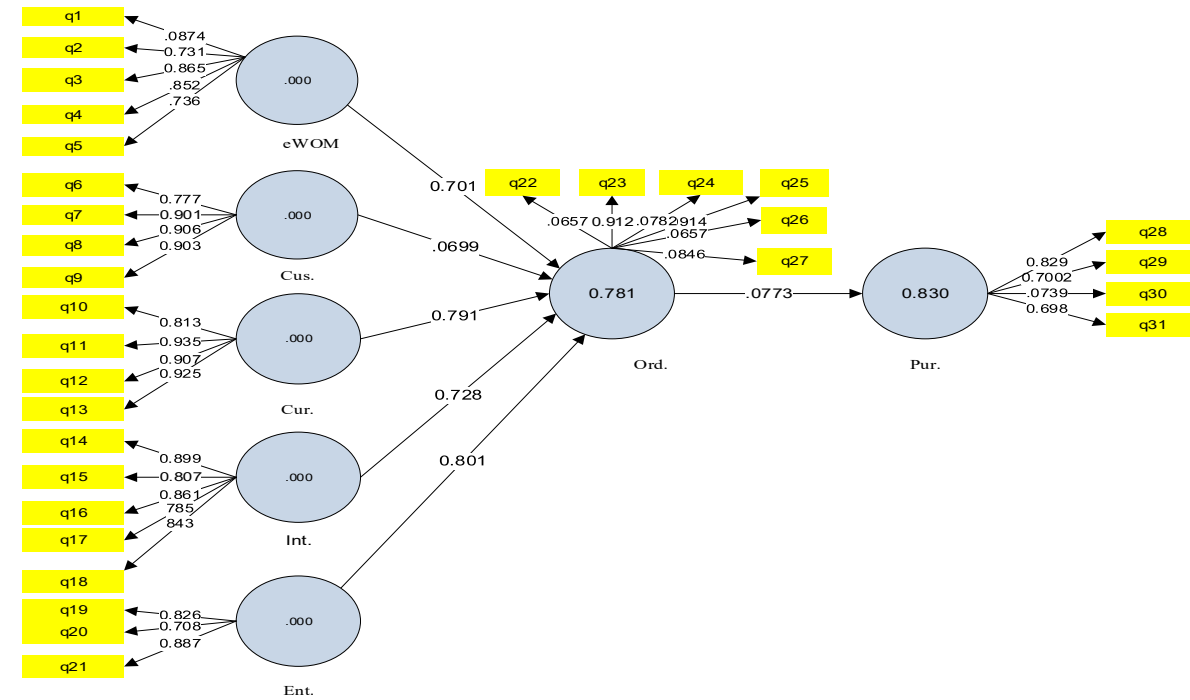 q1
q2
q3
q4
q5
.0874
0.731
0.865
.852
.736
.000
eWOM
q6
q7
q8
q9
0.777
0.901
0.906
0.903
.000
Cus.
q10
q11
q12
q13
0.813
0.935
0.907
0.925
.000
Cur.
q14
q15
q16
q17
q18
0.899
0.807
0.861
785
843
.000
Int.
q19
q20
q21
0.826
0.708
0.887
.000
Ent.
0.701
.0699
0.791
0.728
0.801
q22
q23
q24
q25
q26
q27
.0657
0.912
.0782
.914
.0657
.0846
0.781
Ord.
.0773
0.830
Pur.
q28
q29
q30
q31
0.829
0.7002
.0739
0.698